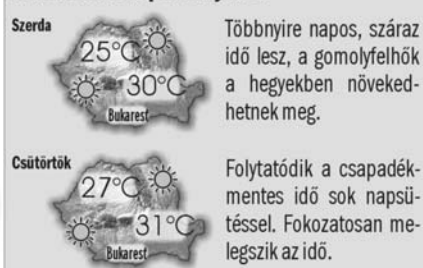 Szerda
25°C
30°C
Bukarest
Többnyire napos, száraz
idő lesz, a gomolyfelhők
a hegyekben növeked-
hetnek meg.
Csütörtök
27°C
31°C
Bukarest
Folytatódik a csapadék-
mentes idő sok napsü-
téssel. Fokozatosan me-
legszik az idő.